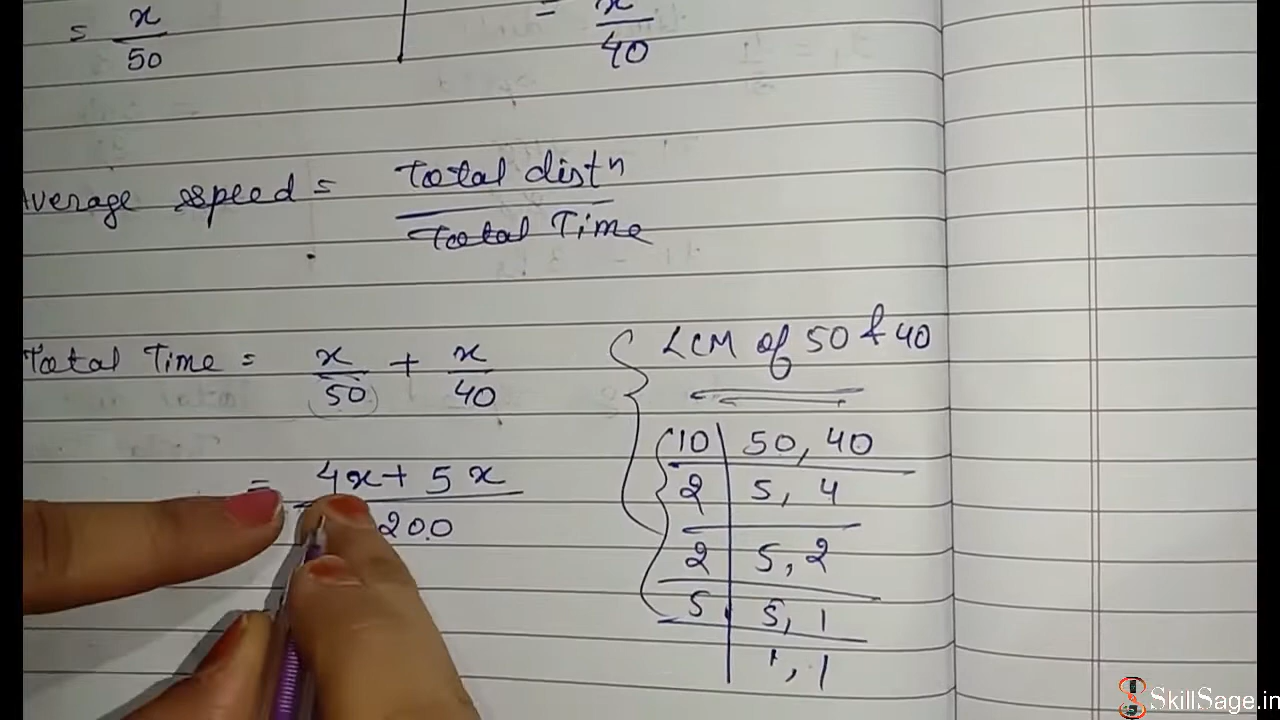 = x/50 = x/40
Average speed = Total distn / Total Time
Total Time = x/50 + x/40
= 4x + 5x / 200
LCM of 50 & 40
10 | 50, 40
2 | 5, 4
2 | 5, 2
5 | 5, 1
1, 1
SkillSage.in